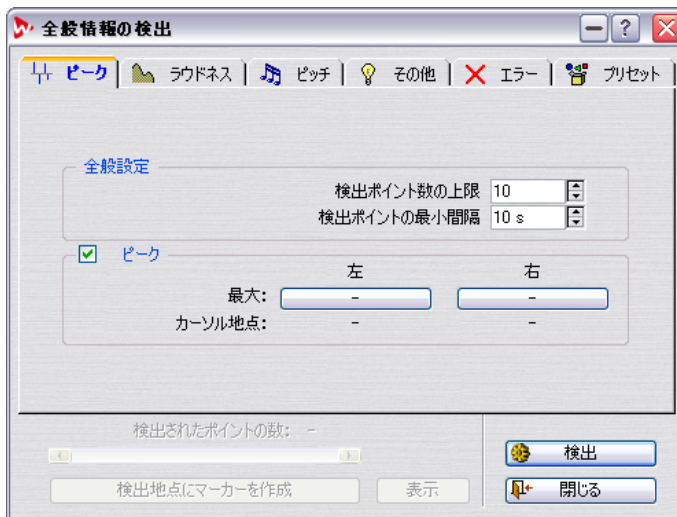 全般情報の検出
ピーク ラウドネス ピッチ その他 エラー プリセット
全般設定
検出ポイント数の上限 10
検出ポイントの最小間隔 10 s
ピーク
左 右
最大: - -
カーソル地点: - -
検出されたポイントの数: -
検出地点にマーカーを作成 表示
検出
閉じる